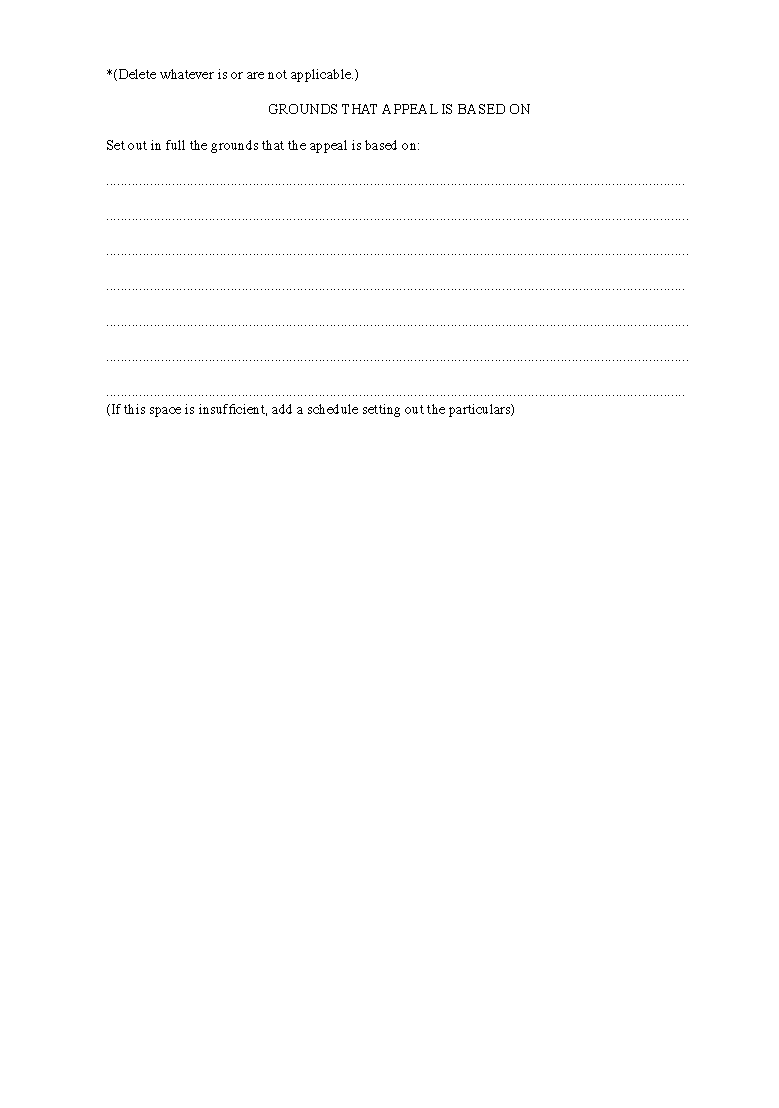 *(Delete whatever is or are not applicable.)
GROUNDS THAT APPEAL IS BASED ON
Set out in full the grounds that the appeal is based on:
................................................................................................................................................................
.................................................................................................................................................................
.................................................................................................................................................................
................................................................................................................................................................
.................................................................................................................................................................
.................................................................................................................................................................
................................................................................................................................................................
(If this space is insufficient, add a schedule setting out the particulars)